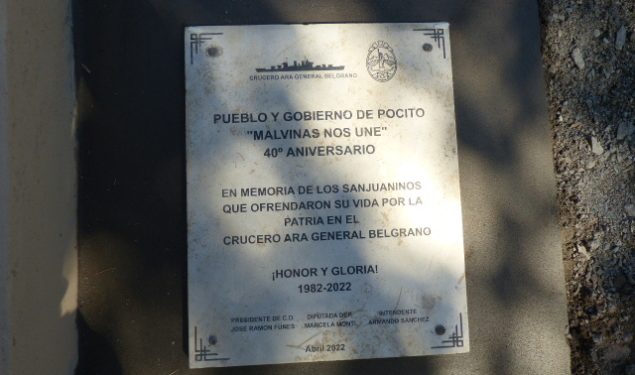 CRUCERO ARA GENERAL BELGRANO
PUEBLO Y GOBIERNO DE POCITO
"MALVINAS NOS UNE"
40º ANIVERSARIO
EN MEMORIA DE LOS SANJUANINOS
QUE OFRENDARON SU VIDA POR LA
PATRIA EN EL
CRUCERO ARA GENERAL BELGRANO
¡HONOR Y GLORIA!
1982-2022
PRESIDENTE DE C.D. DIPUTADA DEP. INTENDENTE
JOSE RAMON FUNES MARCELA MONTI ARMANDO SANCHEZ
Abril 2022